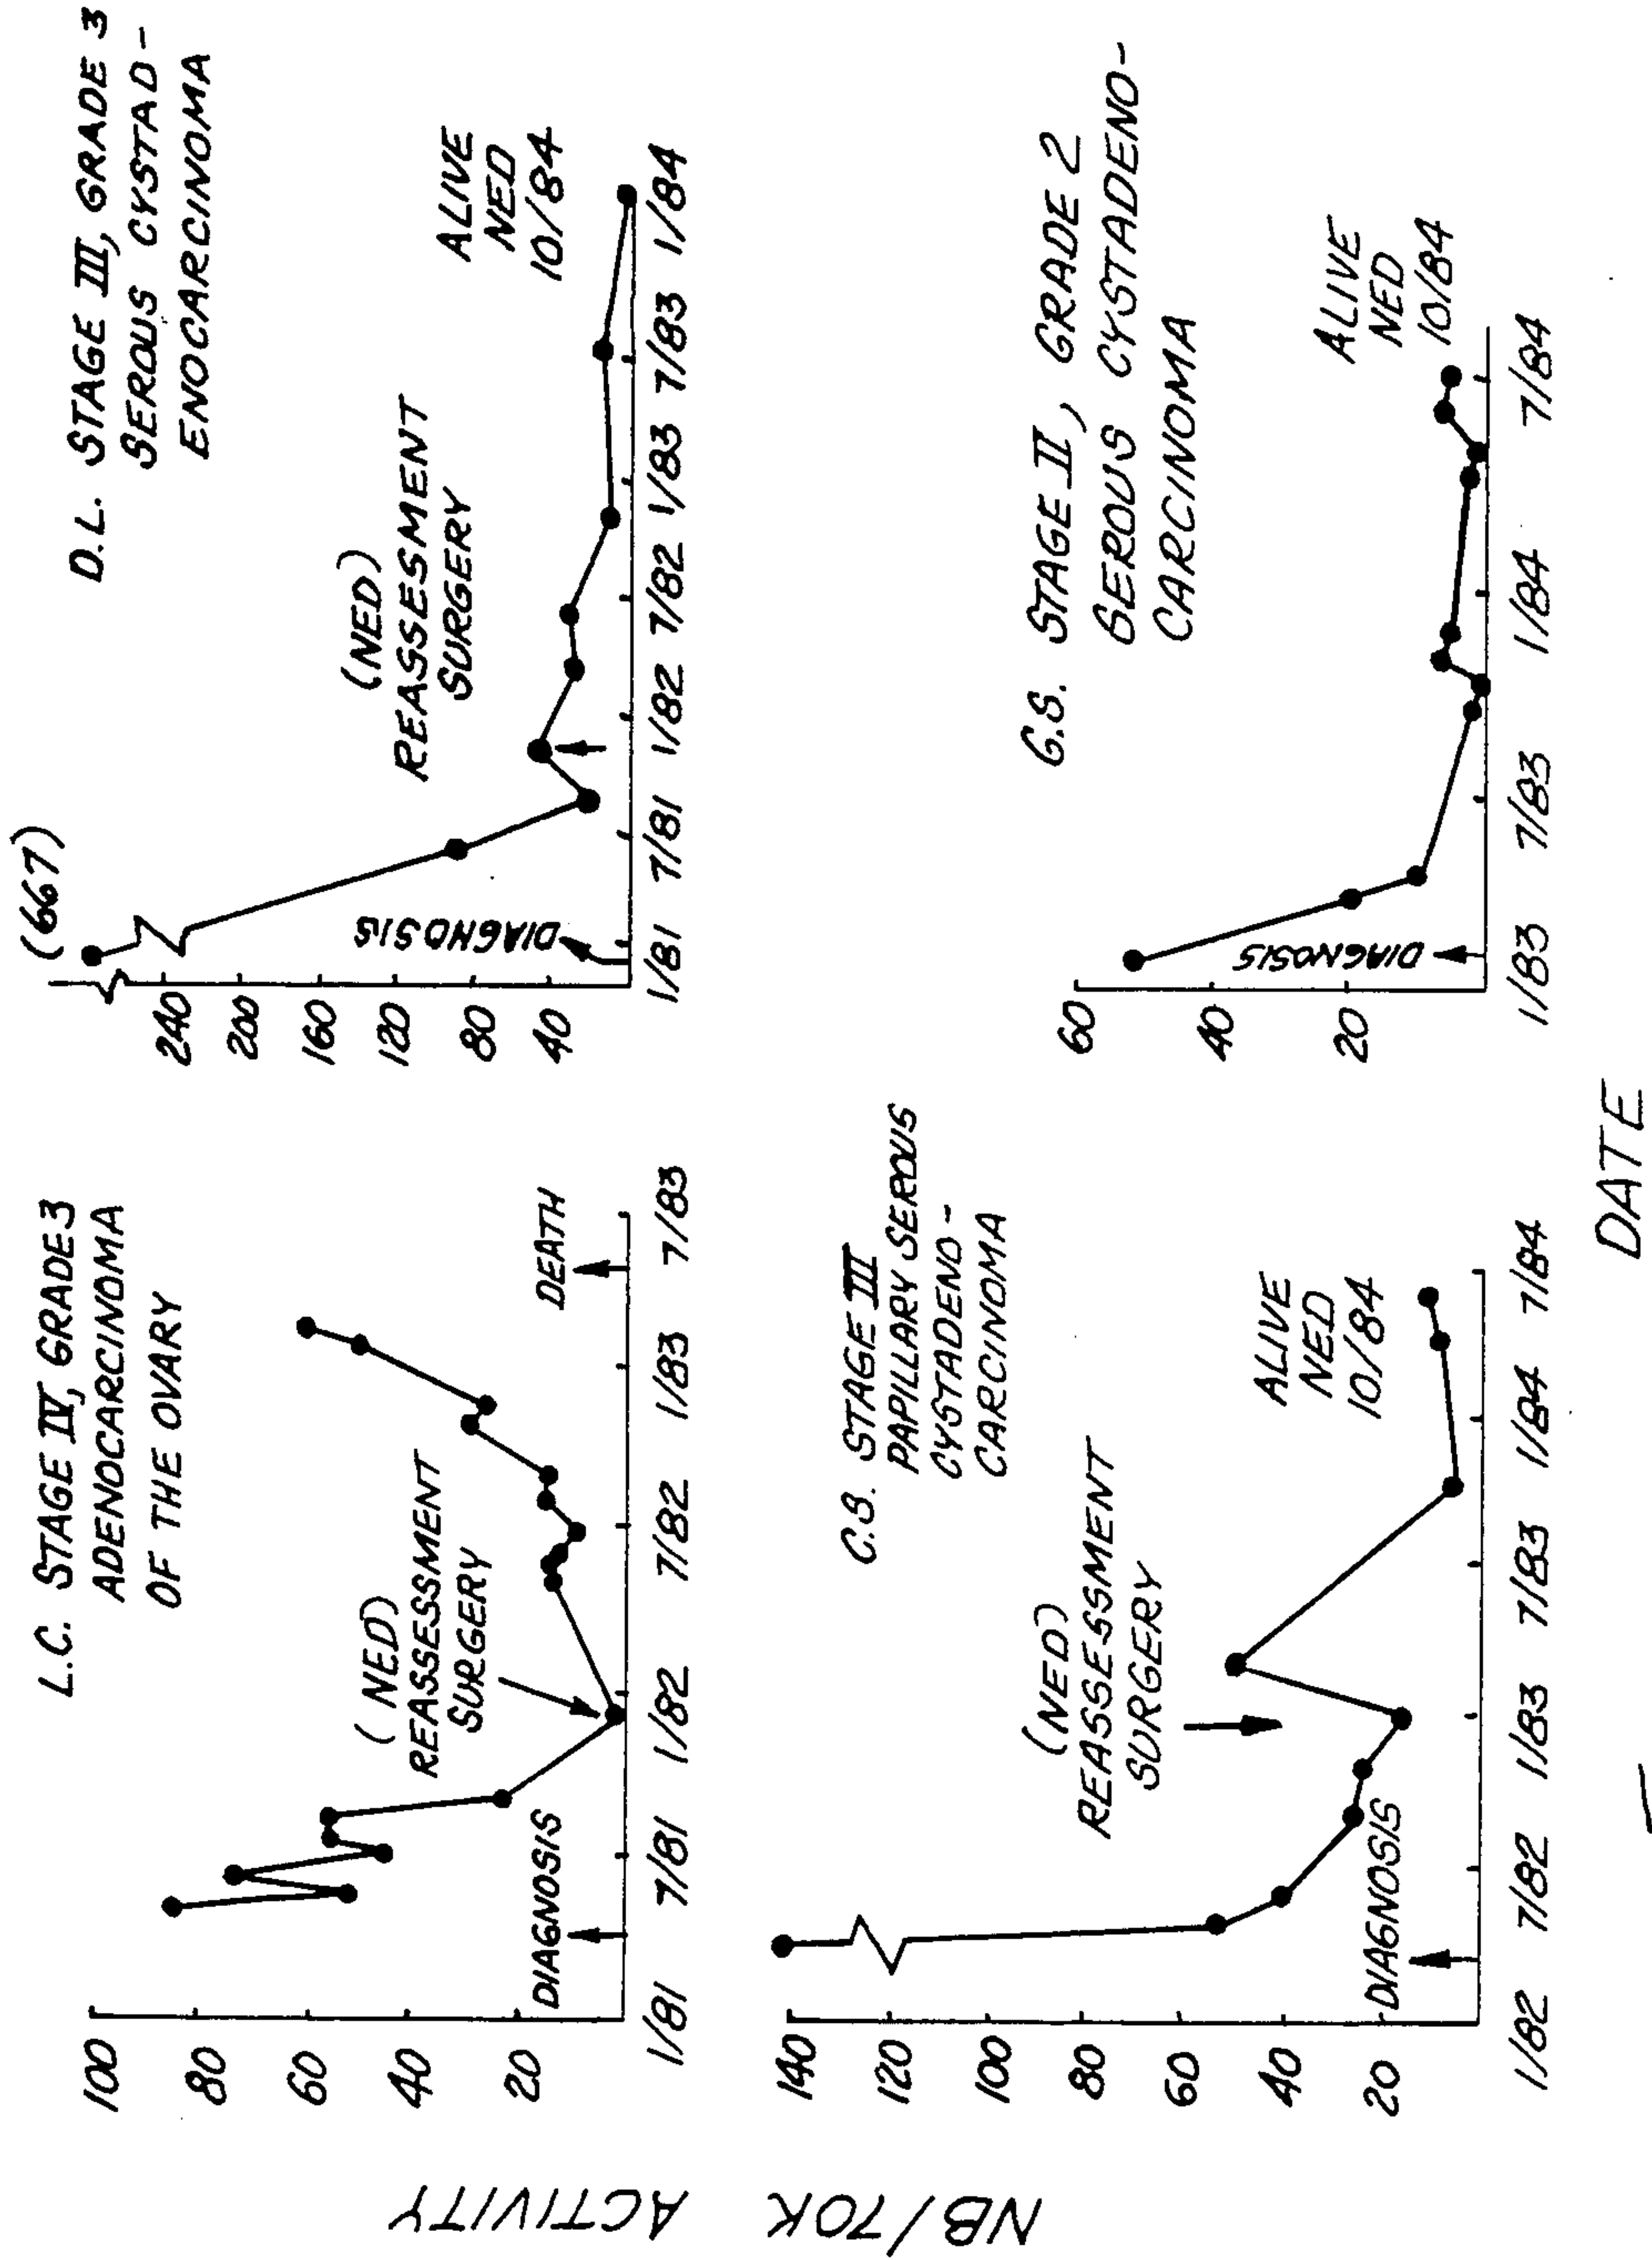 L.C. STAGE IV, GRADE 3
ADENOCARCINOMA
OF THE OVARY
(NED)
REASSESSMENT
SURGERY
DIAGNOSIS
DEATH
100
80
60
40
20
1/81 7/81 1/82 7/82 1/83 7/83
D.L. STAGE III, GRADE 3
SEROUS CYSTAD-
ENOCARCINOMA
(667)
(NED)
REASSESSMENT
SURGERY
ALIVE
NED
10/84
DIAGNOSIS
240
200
160
120
80
40
1/81 7/81 1/82 7/82 1/83 7/83 1/84
C.S. STAGE III
PAPILLARY SEROUS
CYSTADENO-
CARCINOMA
(NED)
REASSESSMENT
SURGERY
ALIVE
NED
10/84
DIAGNOSIS
140
120
100
80
60
40
20
1/82 7/82 1/83 7/83 1/84 7/84
G.S. STAGE II, GRADE 2
SEROUS CYSTADENO-
CARCINOMA
ALIVE
NED
10/84
DIAGNOSIS
60
40
20
1/83 7/83 1/84 7/84
NB/70K ACTIVITY
DATE